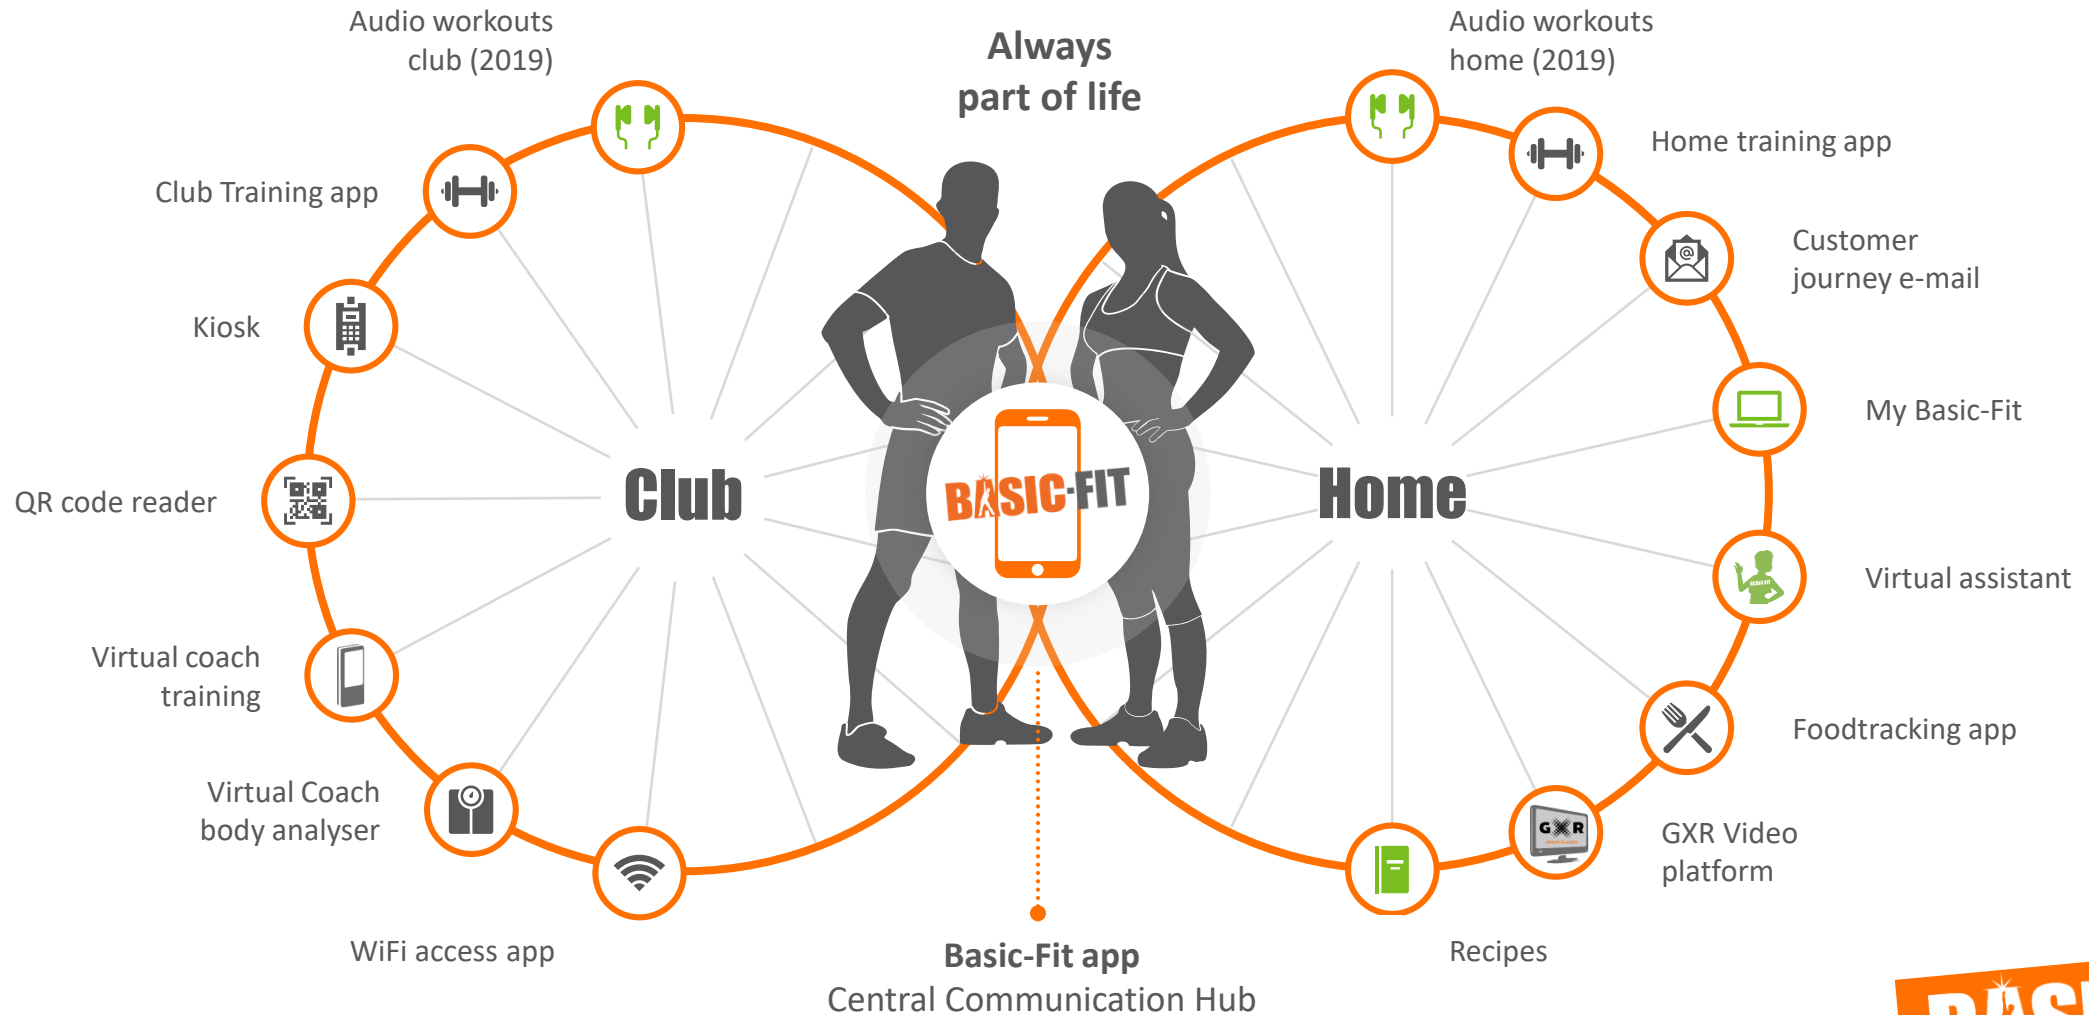 Audio workouts
club (2019)
Always
part of life
Audio workouts
home (2019)
Club Training app
Home training app
Kiosk
Customer
journey e-mail
QR code reader
My Basic-Fit
Club
BASIC-FIT
Home
Virtual assistant
Virtual coach
training
Foodtracking app
Virtual Coach
body analyser
GXR
GXR Video
platform
WiFi access app
Basic-Fit app
Central Communication Hub
Recipes